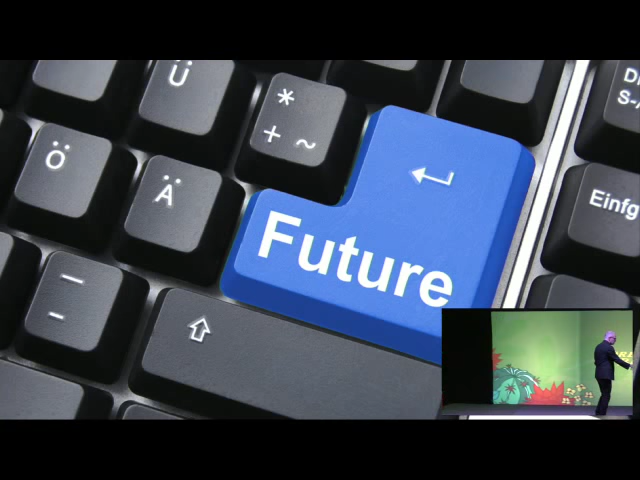 Ü
*
+ ~
Ö
Ä
Future
Einfg
S-